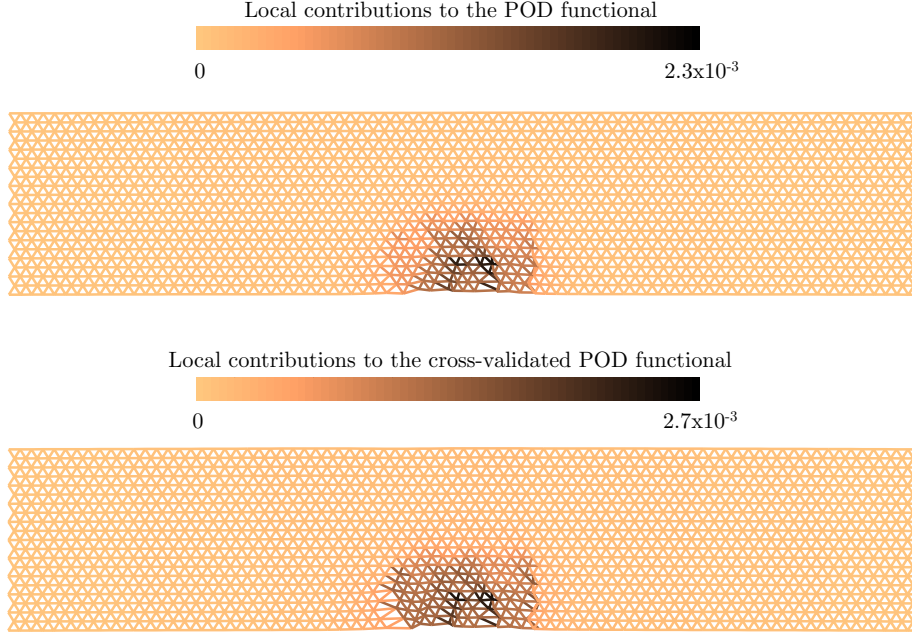 Local contributions to the POD functional
0 2.3x10⁻³
Local contributions to the cross-validated POD functional
0 2.7x10⁻³